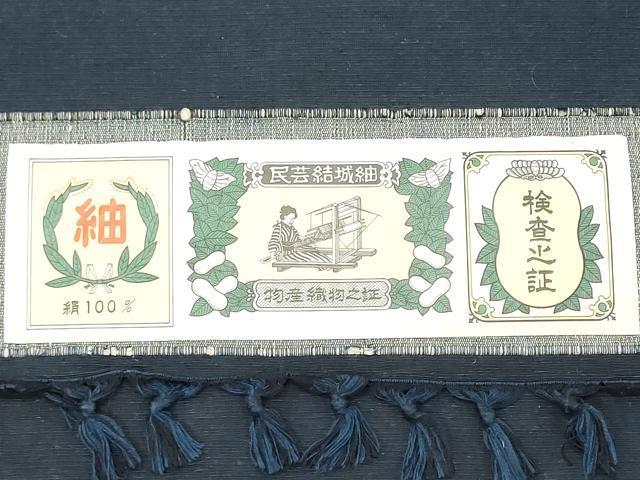 紬
絹100%
民芸結城紬
物産織物之証
検査之証